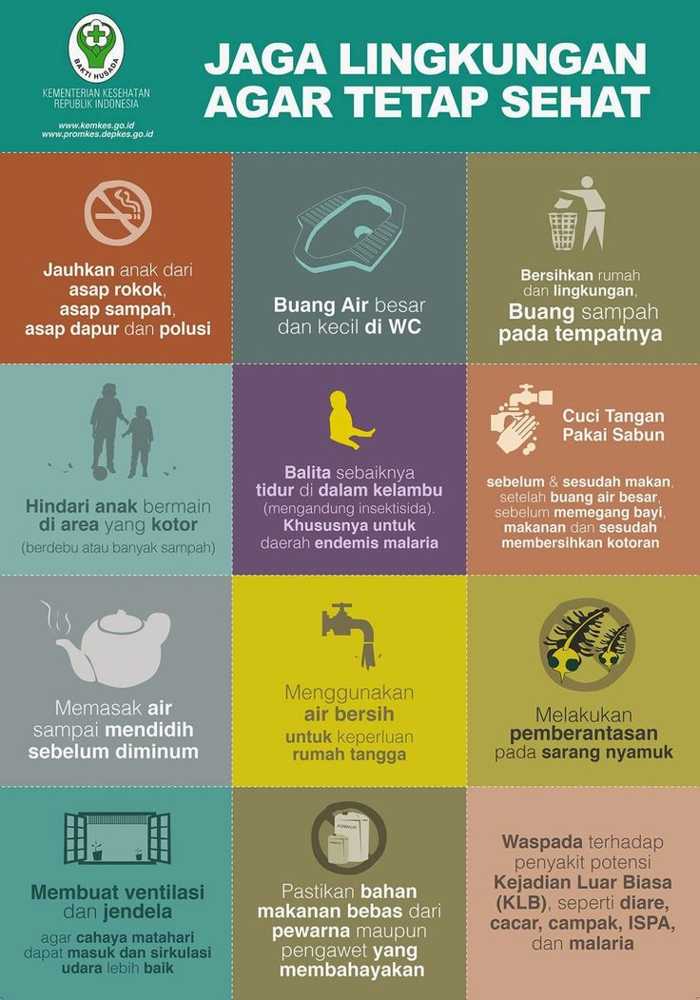 BAKTI HUSADA
KEMENTERIAN KESEHATAN
REPUBLIK INDONESIA
www.kemkes.go.id
www.promkes.depkes.go.id
JAGA LINGKUNGAN
AGAR TETAP SEHAT
Jauhkan anak dari
asap rokok,
asap sampah,
asap dapur dan polusi
Buang Air besar
dan kecil di WC
Bersihkan rumah
dan lingkungan,
Buang sampah
pada tempatnya
Hindari anak bermain
di area yang kotor
(berdebu atau banyak sampah)
Balita sebaiknya
tidur di dalam kelambu
(mengandung insektisida).
Khususnya untuk
daerah endemis malaria
Cuci Tangan
Pakai Sabun
sebelum & sesudah makan,
setelah buang air besar,
sebelum memegang bayi,
makanan dan sesudah
membersihkan kotoran
Memasak air
sampai mendidih
sebelum diminum
Menggunakan
air bersih
untuk keperluan
rumah tangga
Melakukan
pemberantasan
pada sarang nyamuk
Membuat ventilasi
dan jendela
agar cahaya matahari
dapat masuk dan sirkulasi
udara lebih baik
FORMALIN
Pastikan bahan
makanan bebas dari
pewarna maupun
pengawet yang
membahayakan
Waspada terhadap
penyakit potensi
Kejadian Luar Biasa
(KLB), seperti diare,
cacar, campak, ISPA,
dan malaria